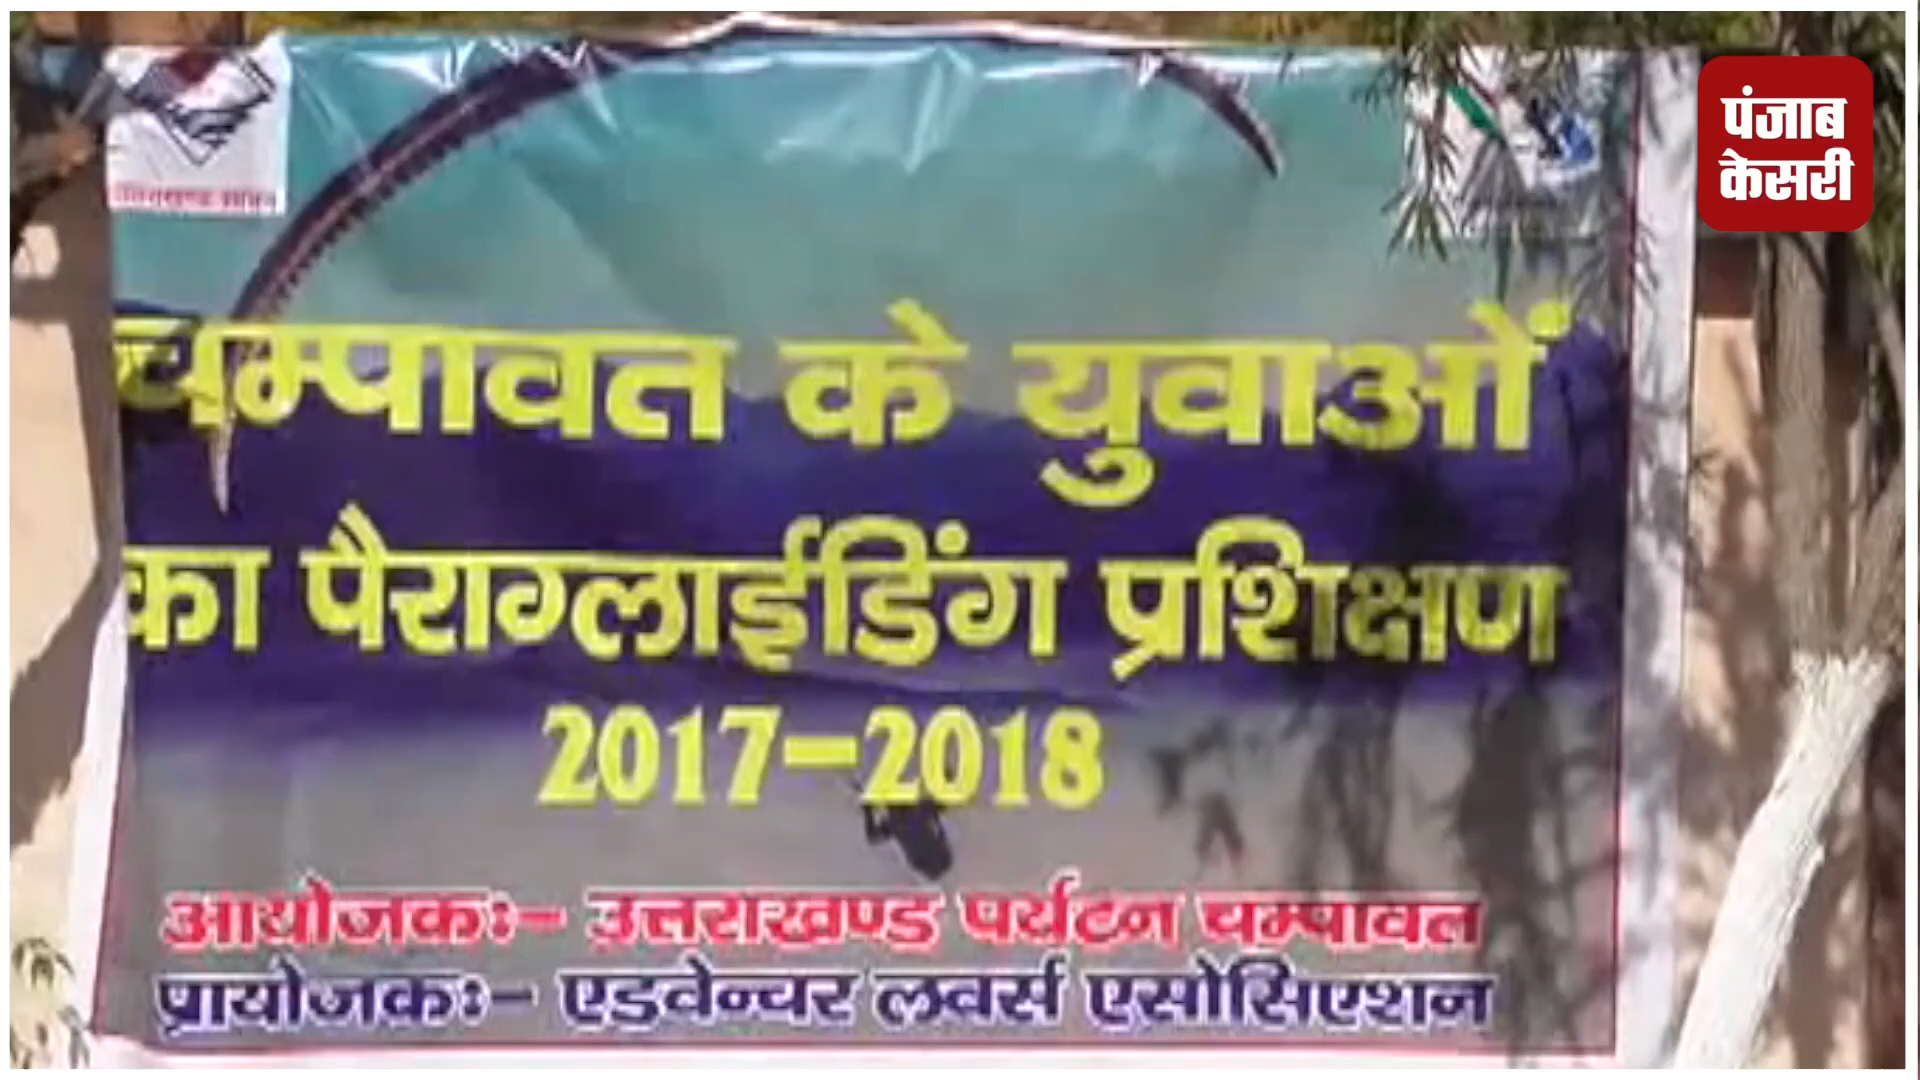 पंजाब
केसरी
चम्पावत के युवाओं
का पैराग्लाईडिंग प्रशिक्षण
2017-2018
आयोजकः- उत्तराखण्ड पर्यटन चम्पावत
प्रायोजकः- एडवेन्चर लवर्स एसोसिएशन